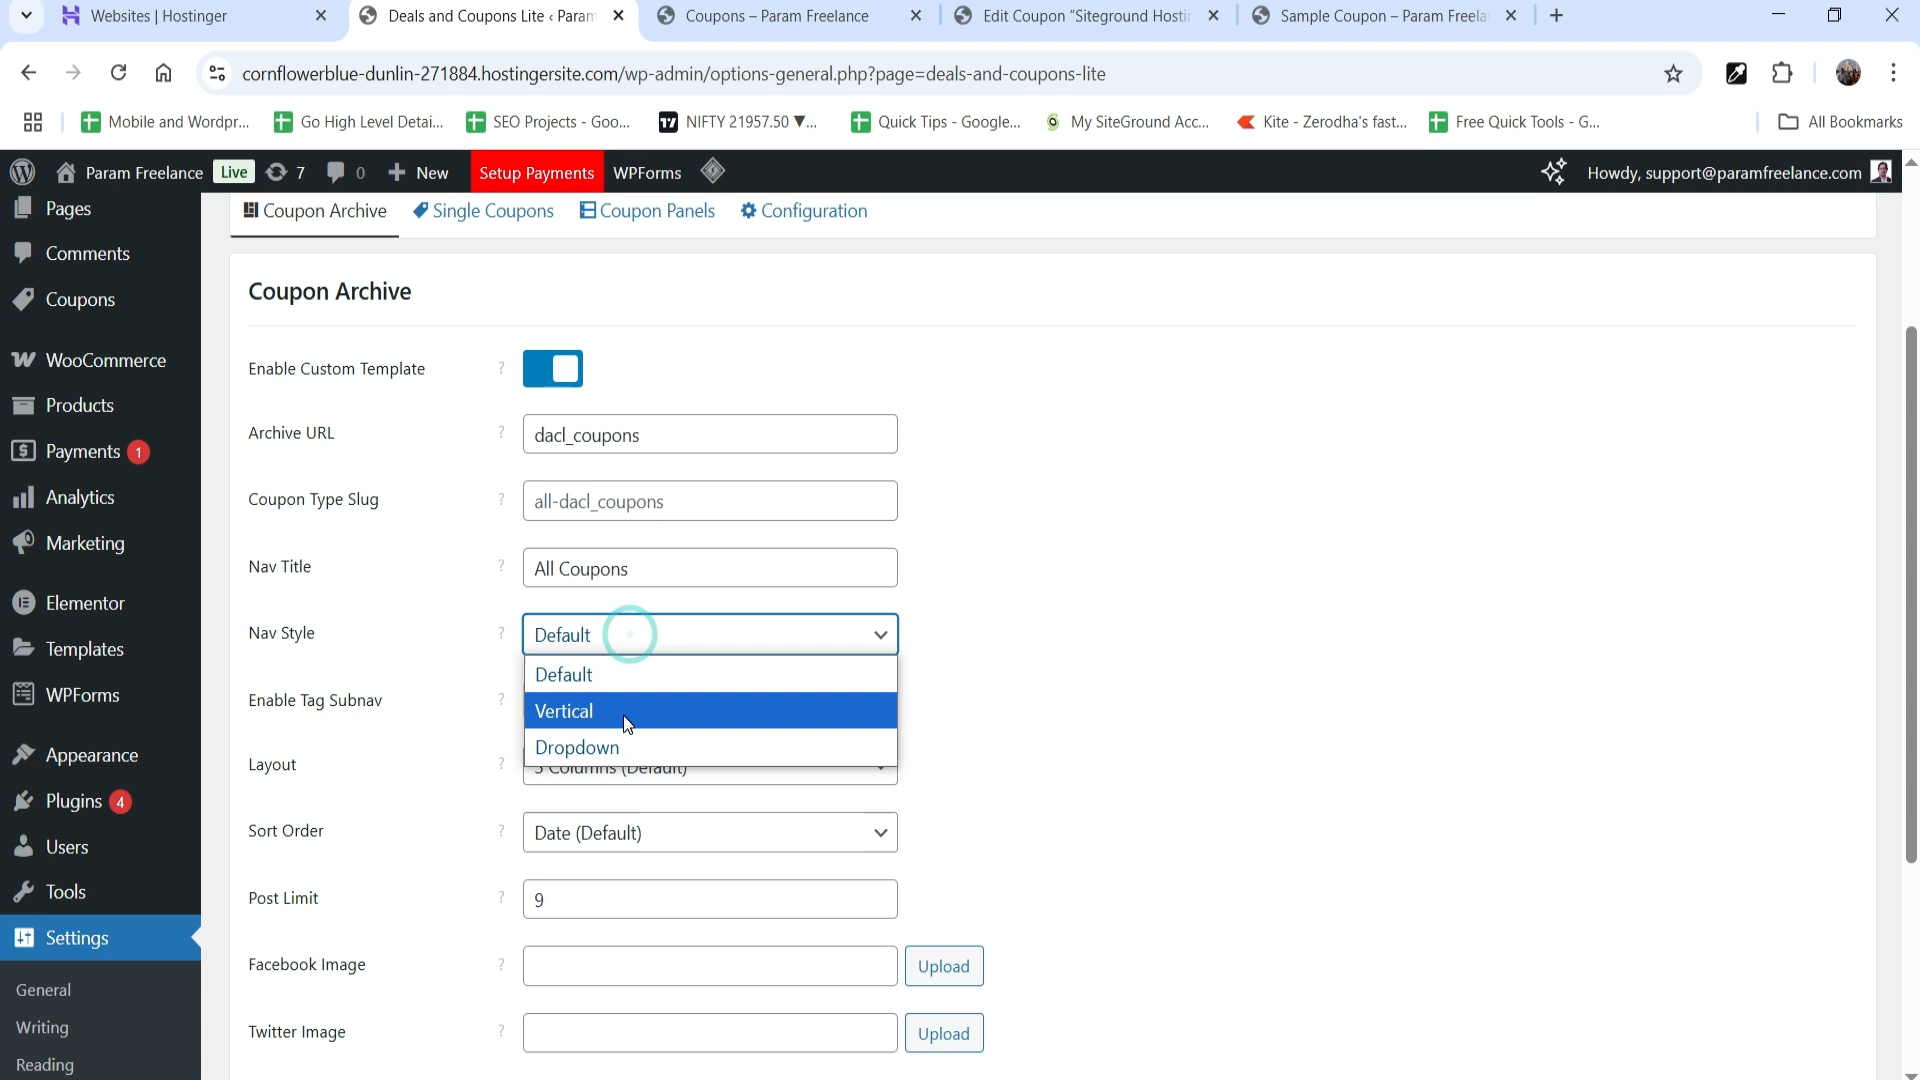 Websites | Hostinger
Deals and Coupons Lite ‹ Param
Coupons – Param Freelance
Edit Coupon "Siteground Hosti
Sample Coupon – Param Freela
cornflowerblue-dunlin-271884.hostingersite.com/wp-admin/options-general.php?page=deals-and-coupons-lite
Mobile and Wordpr...
Go High Level Detai...
SEO Projects - Goo...
NIFTY 21957.50 ▼...
Quick Tips - Google...
My SiteGround Acc...
Kite - Zerodha's fast...
Free Quick Tools - G...
All Bookmarks
Param Freelance
Live
7
0
New
Setup Payments
WPForms
Howdy, support@paramfreelance.com
Pages
Comments
Coupons
WooCommerce
Products
Payments 1
Analytics
Marketing
Elementor
Templates
WPForms
Appearance
Plugins 4
Users
Tools
Settings
General
Writing
Reading
Coupon Archive
Single Coupons
Coupon Panels
Configuration
Coupon Archive
Enable Custom Template ?
Archive URL ? dacl_coupons
Coupon Type Slug ? all-dacl_coupons
Nav Title ? All Coupons
Nav Style ? Default
Default
Vertical
Dropdown
Enable Tag Subnav ?
Layout ? 3 Columns (Default)
Sort Order ? Date (Default)
Post Limit ? 9
Facebook Image ? Upload
Twitter Image ? Upload